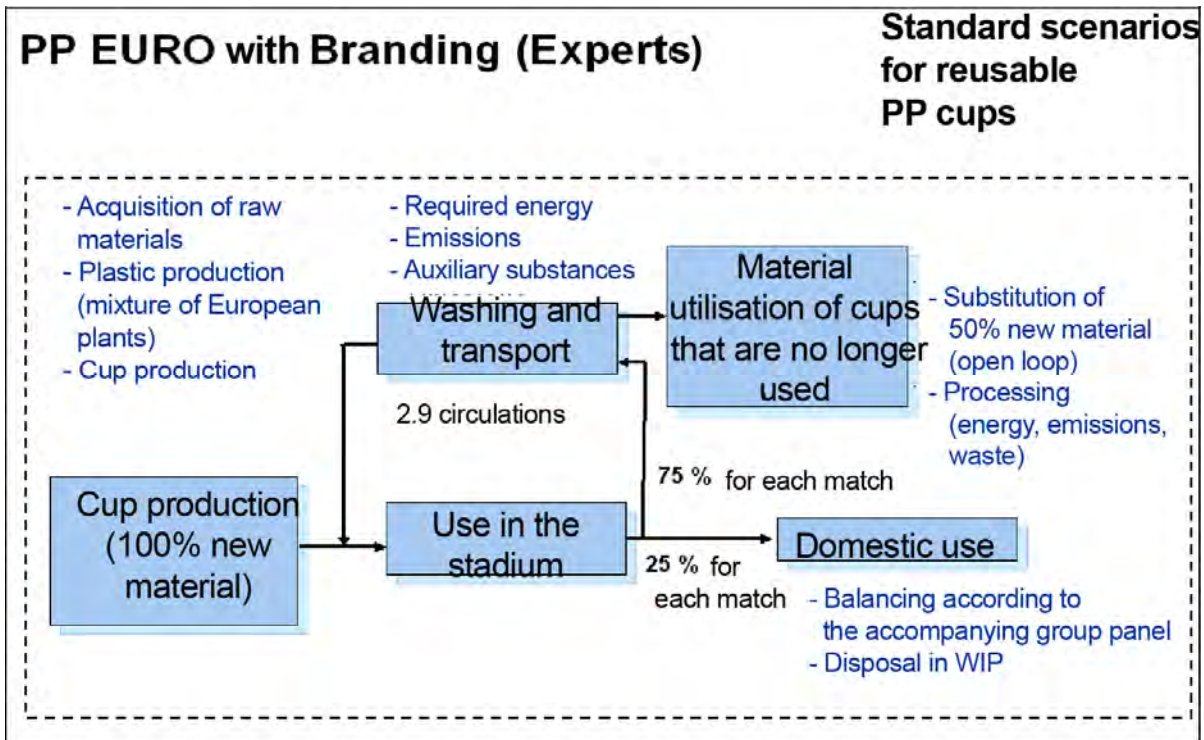 PP EURO with Branding (Experts)
Standard scenarios
for reusable
PP cups
- Acquisition of raw
materials
- Plastic production
(mixture of European
plants)
- Cup production
- Required energy
- Emissions
- Auxiliary substances
Washing and
transport
Material
utilisation of cups
that are no longer
used
- Substitution of
50% new material
(open loop)
- Processing
(energy, emissions,
waste)
2.9 circulations
75 % for each match
Cup production
(100% new
material)
Use in the
stadium
25 % for
each match
Domestic use
- Balancing according to
the accompanying group panel
- Disposal in WIP